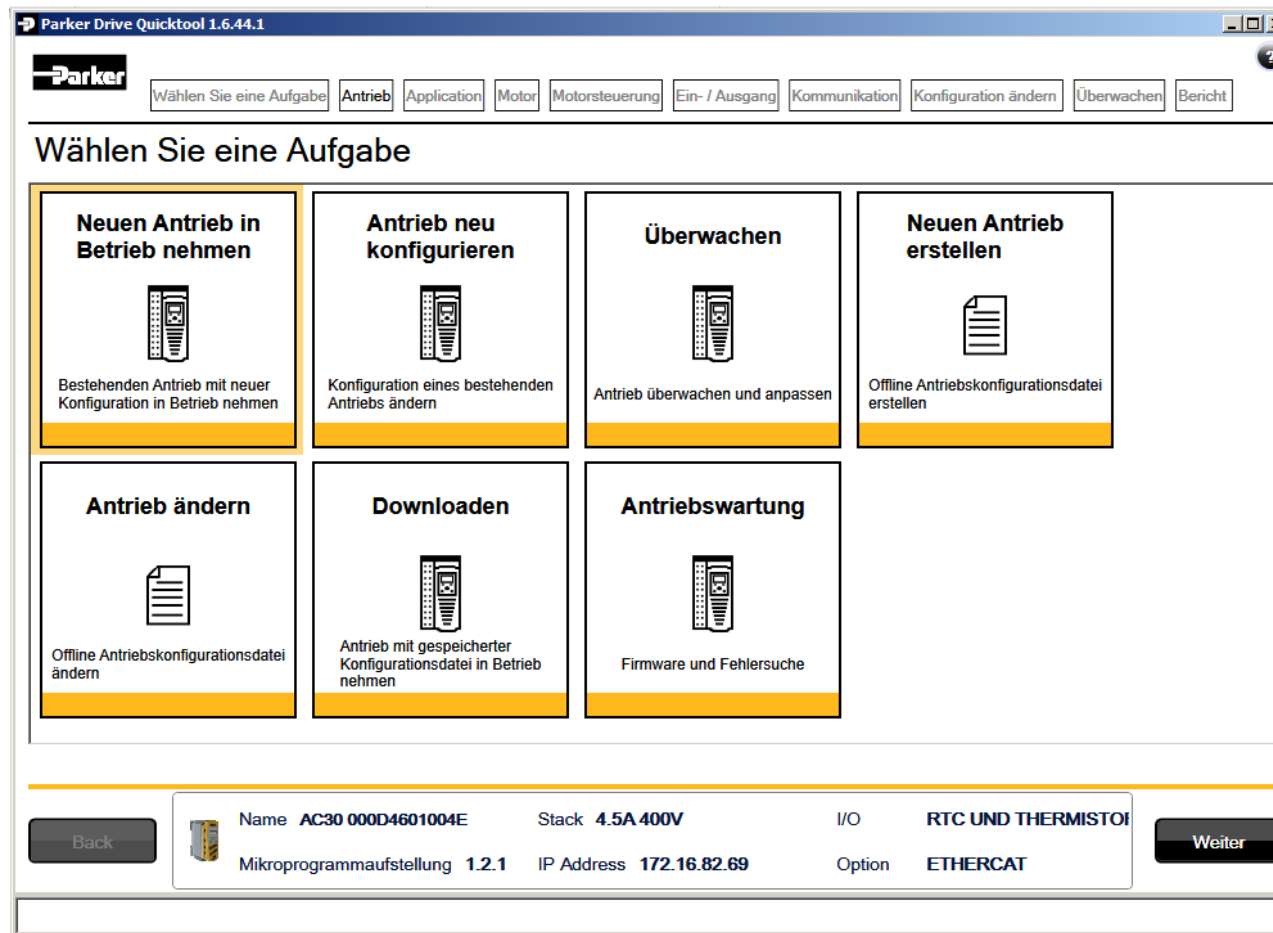 Parker Drive Quicktool 1.6.44.1
?
Parker
Wählen Sie eine Aufgabe Antrieb Application Motor Motorsteuerung Ein- / Ausgang Kommunikation Konfiguration ändern Überwachen Bericht
Wählen Sie eine Aufgabe
Neuen Antrieb in
Betrieb nehmen
Bestehenden Antrieb mit neuer
Konfiguration in Betrieb nehmen
Antrieb neu
konfigurieren
Konfiguration eines bestehenden
Antriebs ändern
Überwachen
Antrieb überwachen und anpassen
Neuen Antrieb
erstellen
Offline Antriebskonfigurationsdatei
erstellen
Antrieb ändern
Offline Antriebskonfigurationsdatei
ändern
Downloaden
Antrieb mit gespeicherter
Konfigurationsdatei in Betrieb
nehmen
Antriebswartung
Firmware und Fehlersuche
Back
Name AC30 000D4601004E Stack 4.5A 400V I/O RTC UND THERMISTOR
Mikroprogrammaufstellung 1.2.1 IP Address 172.16.82.69 Option ETHERCAT
Weiter